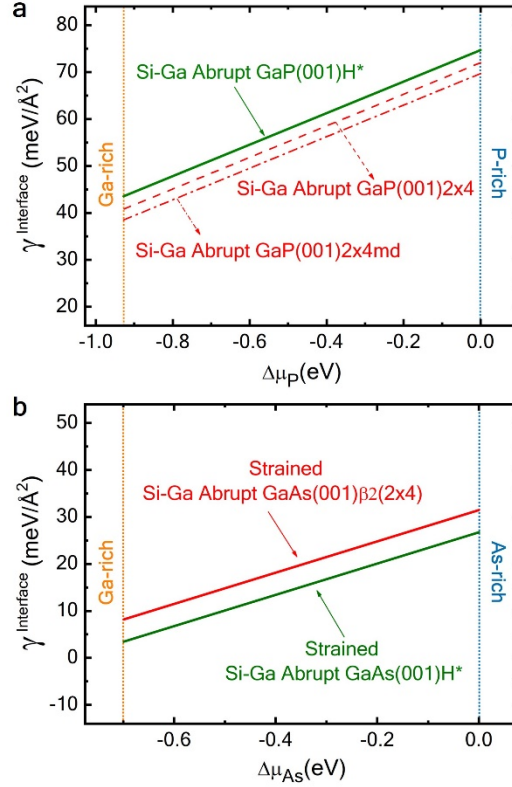 a
80
70
60
50
40
30
20
γ Interface (meV/Å²)
Ga-rich
P-rich
Si-Ga Abrupt GaP(001)H*
Si-Ga Abrupt GaP(001)2x4
Si-Ga Abrupt GaP(001)2x4md
-1.0 -0.8 -0.6 -0.4 -0.2 0.0
Δμ_P(eV)
b
50
40
30
20
10
0
-10
γ Interface (meV/Å²)
Ga-rich
As-rich
Strained
Si-Ga Abrupt GaAs(001)β2(2x4)
Strained
Si-Ga Abrupt GaAs(001)H*
-0.6 -0.4 -0.2 0.0
Δμ_As(eV)